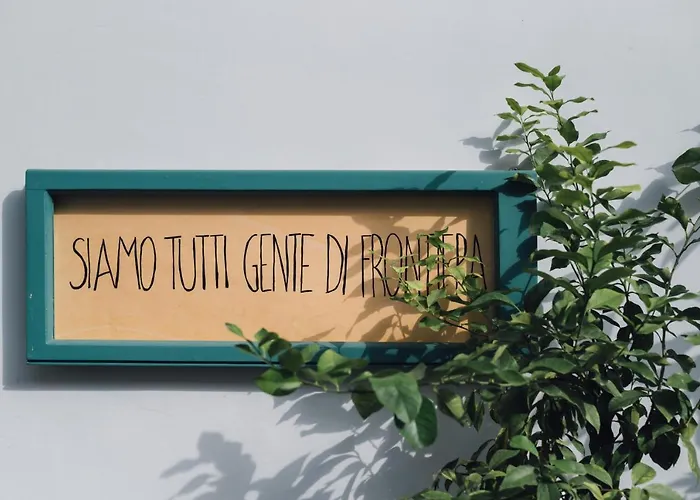 SIAMO TUTTI GENTE DI FRONTIERA